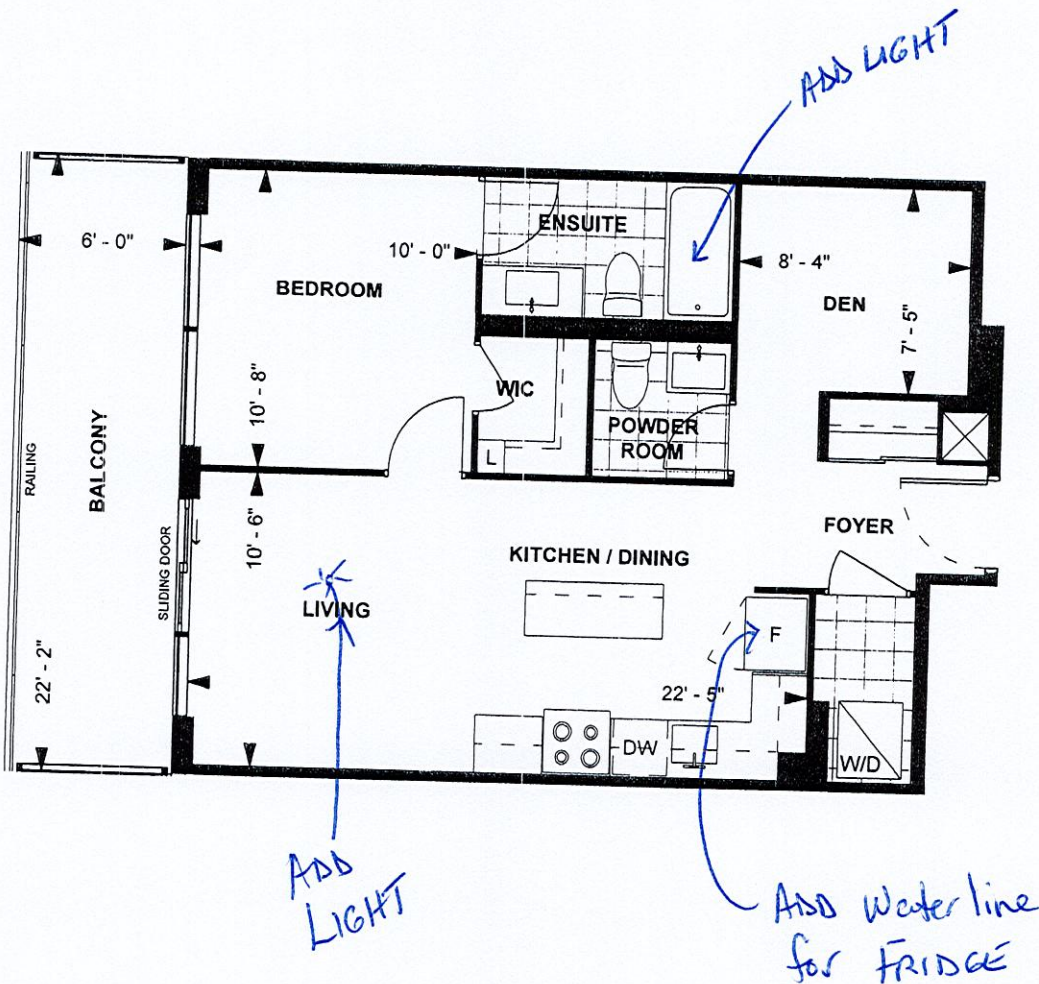 ADD LIGHT
ENSUITE
6' - 0"
10' - 0"
8' - 4"
BEDROOM
DEN
7' - 5"
10' - 8"
WIC
L
POWDER
ROOM
RAILING
BALCONY
SLIDING DOOR
10' - 6"
FOYER
KITCHEN / DINING
LIVING
F
22' - 2"
22' - 5"
DW
W/D
ADD
LIGHT
ADD Water line
for FRIDGE